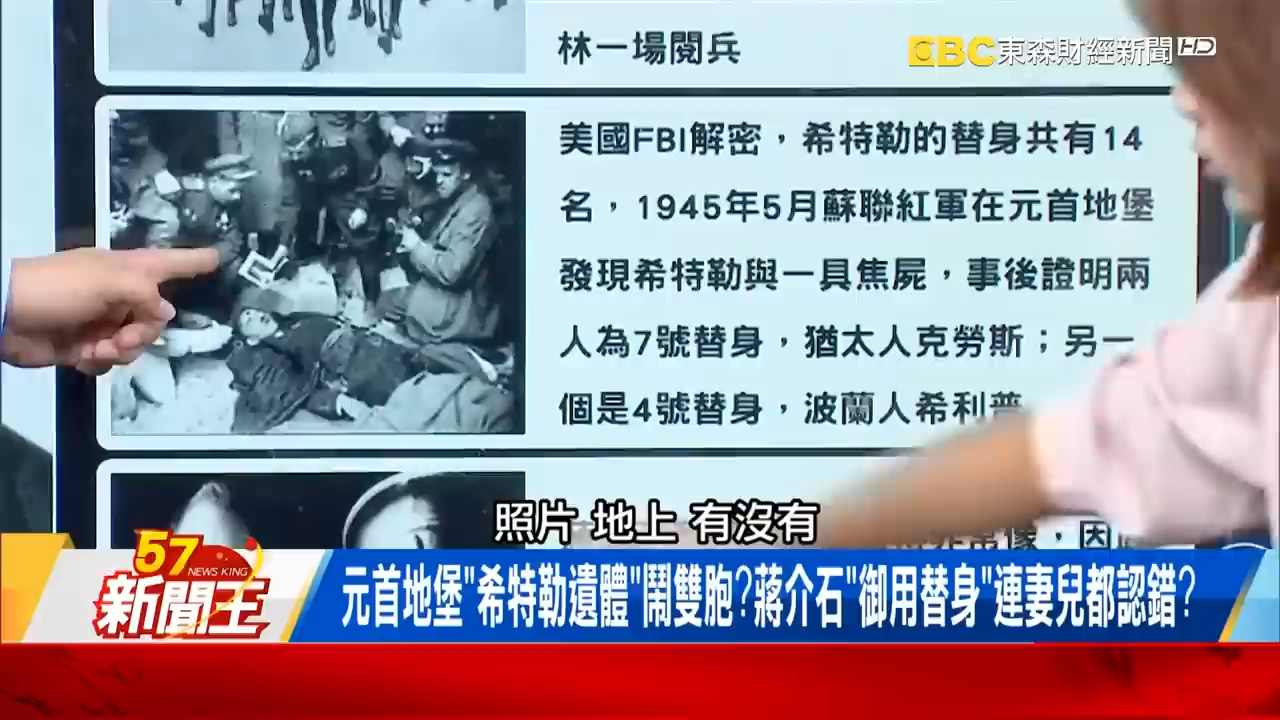 林一場閱兵
EBC東森財經新聞HD
美國FBI解密，希特勒的替身共有14
名，1945年5月蘇聯紅軍在元首地堡
發現希特勒與一具焦屍，事後證明兩
人為7號替身，猶太人克勞斯；另一
個是4號替身，波蘭人希利普
照片 地上 有沒有
57
NEWS KING
新聞王
元首地堡"希特勒遺體"鬧雙胞?蔣介石"御用替身"連妻兒都認錯?